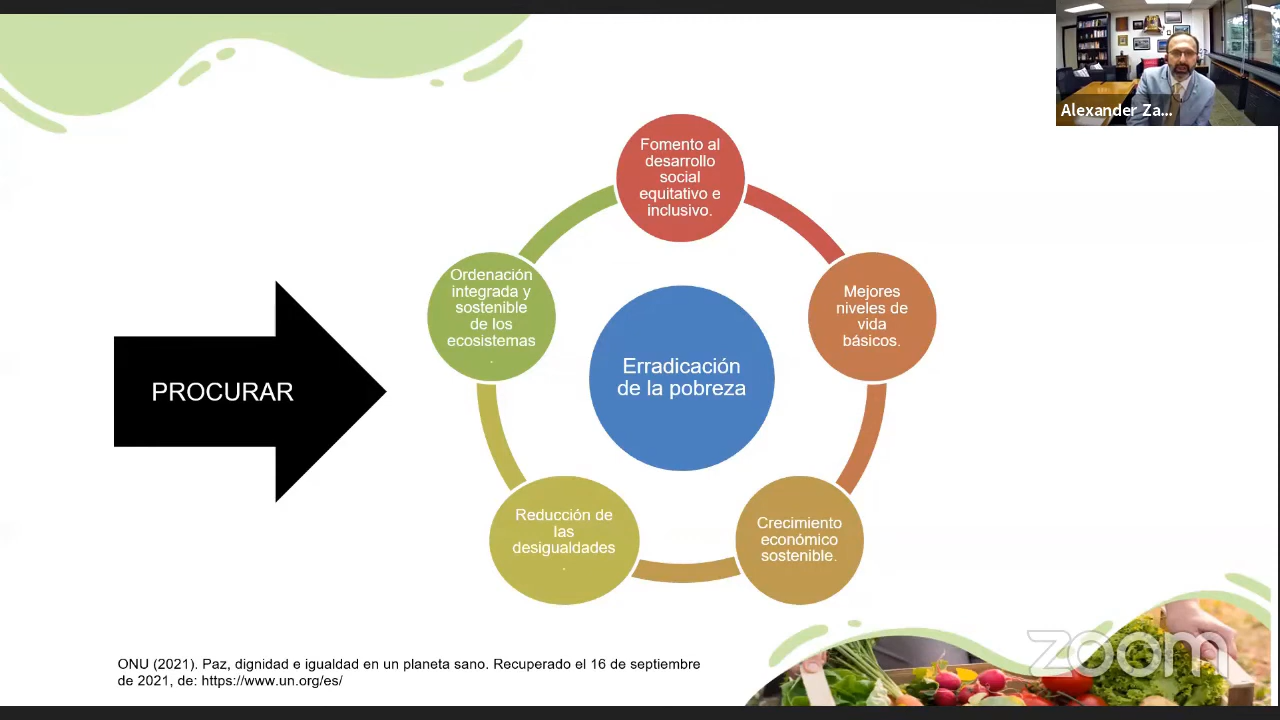 Alexander Za...
Fomento al
desarrollo
social
equitativo e
inclusivo.
Ordenación
integrada y
sostenible
de los
ecosistemas
.
Mejores
niveles de
vida
básicos.
PROCURAR
Erradicación
de la pobreza
Reducción de
las
desigualdades
.
Crecimiento
económico
sostenible.
ONU (2021). Paz, dignidad e igualdad en un planeta sano. Recuperado el 16 de septiembre
de 2021, de: https://www.un.org/es/
zoom